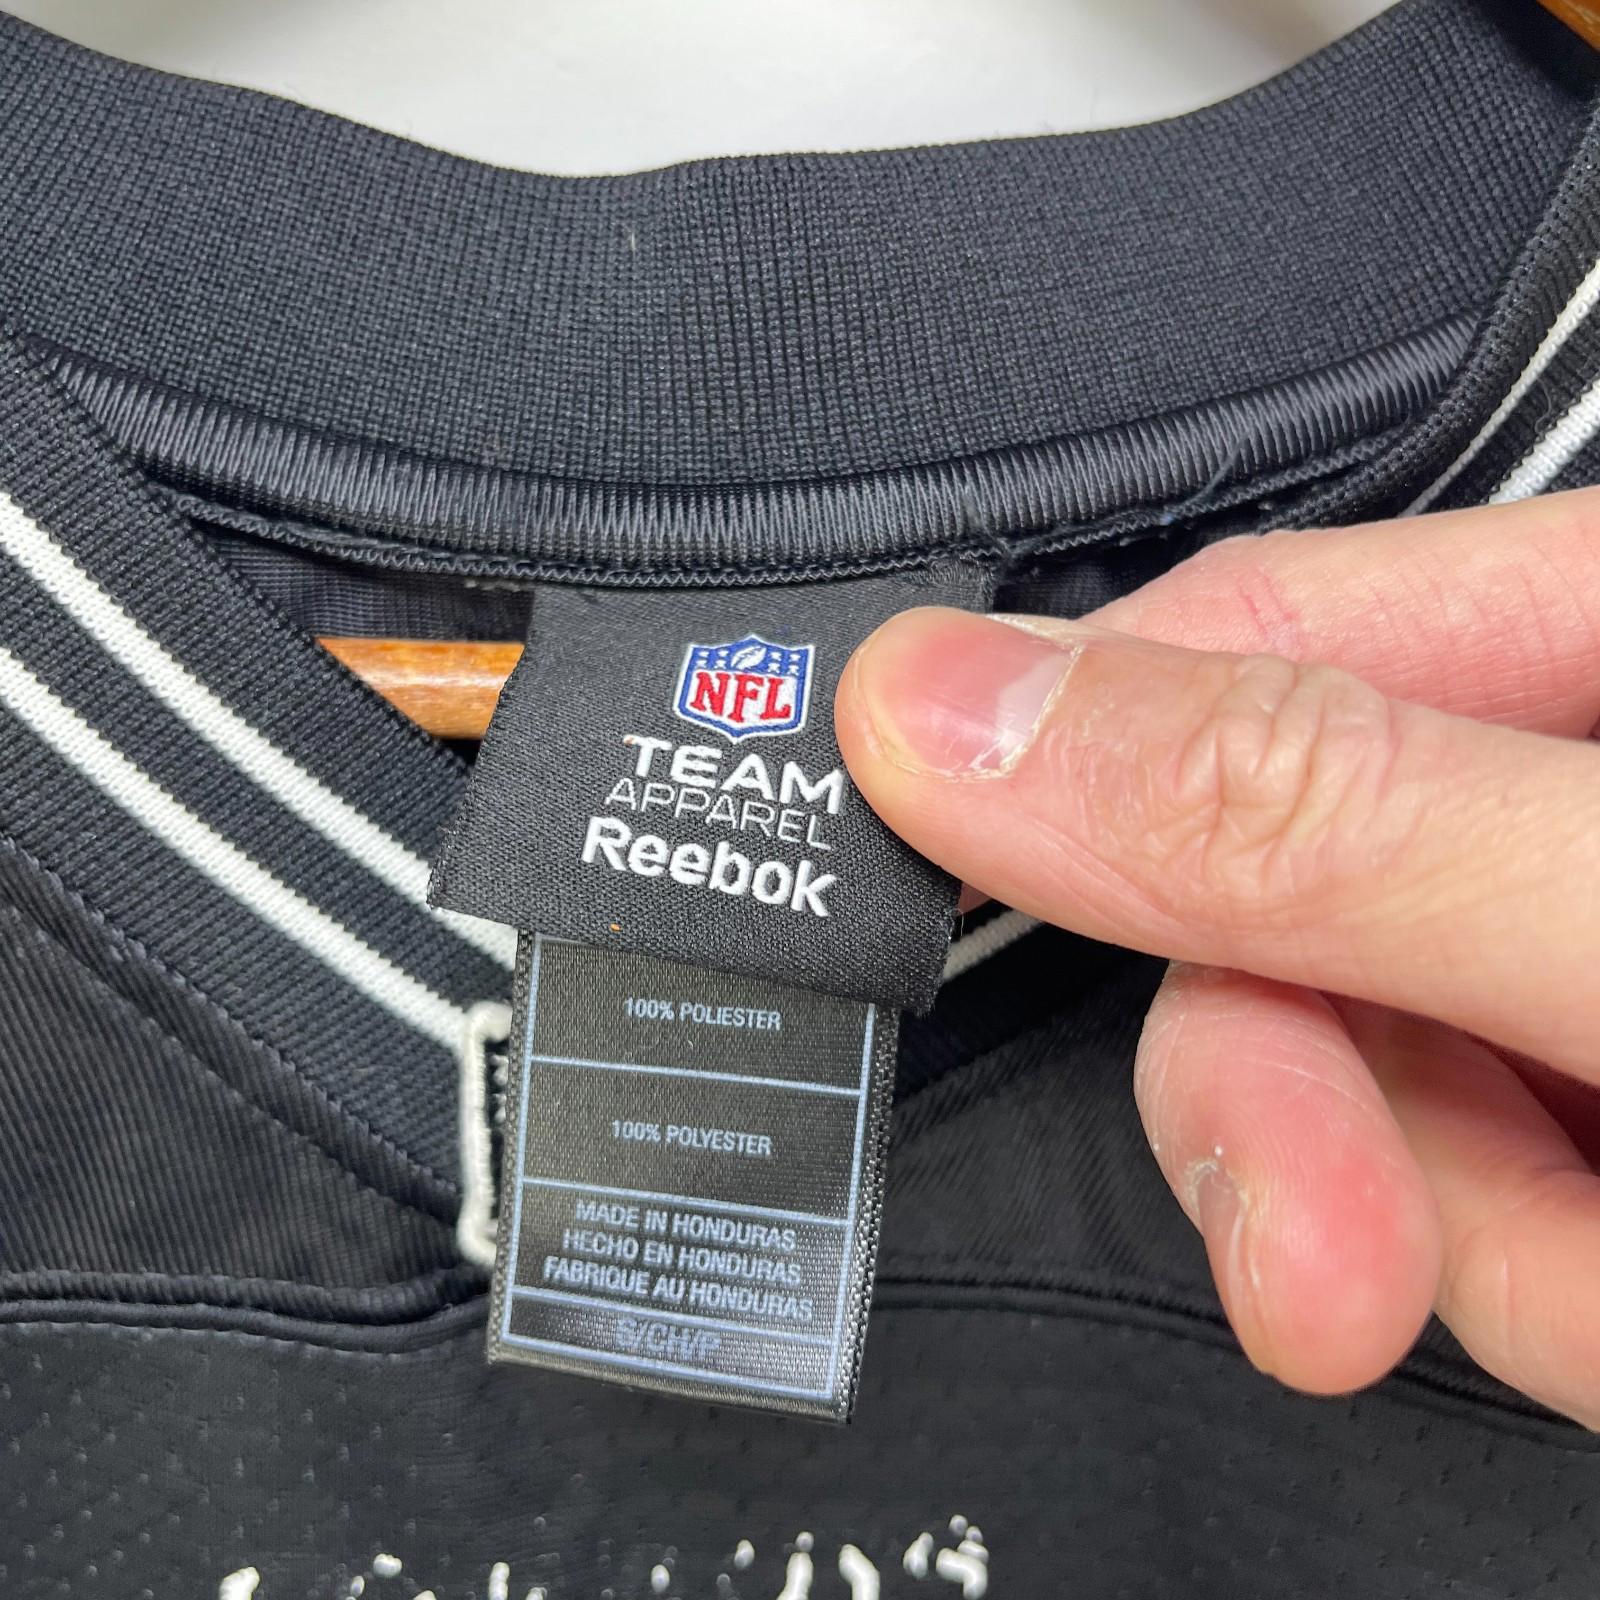 NFL
TEAM
APPAREL
Reebok
100% POLIESTER
100% POLYESTER
MADE IN HONDURAS
HECHO EN HONDURAS
FABRIQUE AU HONDURAS
S/CH/P